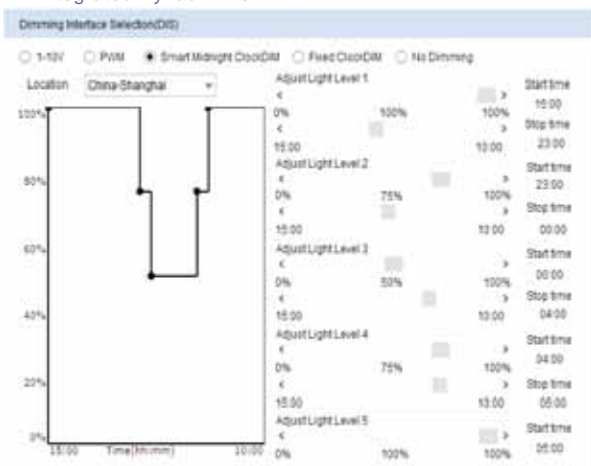 Dimming Interface Selection(DIS)
1-10V PWM Smart Midnight ClockDIM Fixed ClockDIM No Dimming
Location China-Shanghai
100%
80%
60%
40%
20%
0%
15:00 Time(hh:mm) 10:00
Adjust Light Level 1
0% 100% 100%
15:00 10:00
Start time
15:00
Stop time
23:00
Adjust Light Level 2
0% 75% 100%
15:00 10:00
Start time
23:00
Stop time
00:00
Adjust Light Level 3
0% 50% 100%
15:00 10:00
Start time
00:00
Stop time
04:00
Adjust Light Level 4
0% 75% 100%
15:00 10:00
Start time
04:00
Stop time
05:00
Adjust Light Level 5
0% 100% 100%
Start time
05:00